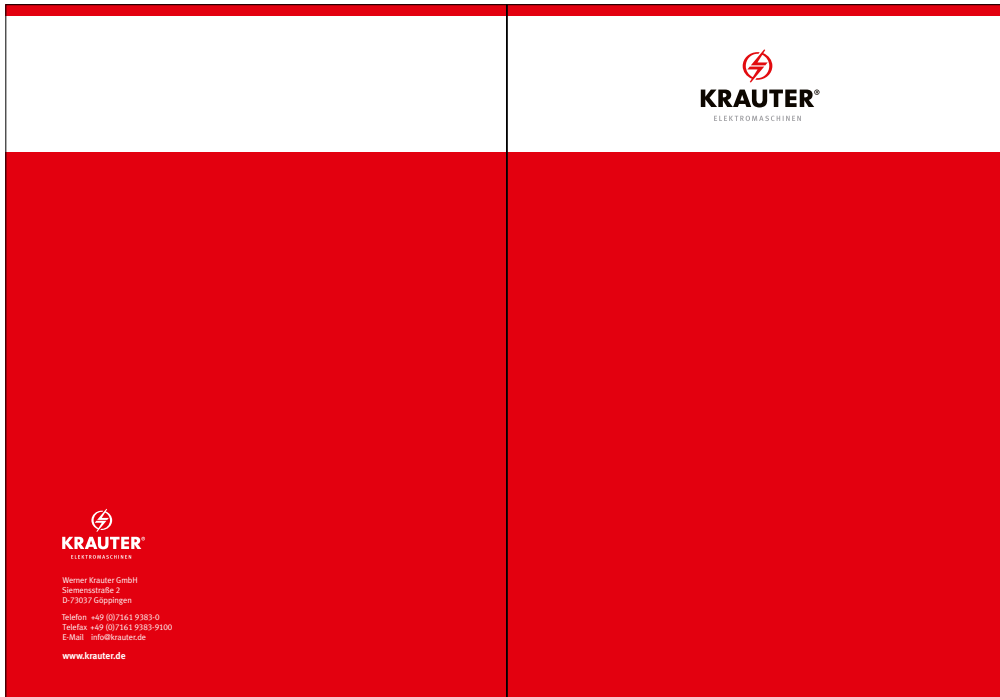 KRAUTER®
ELEKTROMASCHINEN
KRAUTER®
ELEKTROMASCHINEN
Werner Krauter GmbH
Siemensstraße 2
D-73037 Göppingen
Telefon +49 (0)7161 9383-0
Telefax +49 (0)7161 9383-9100
E-Mail info@krauter.de
www.krauter.de